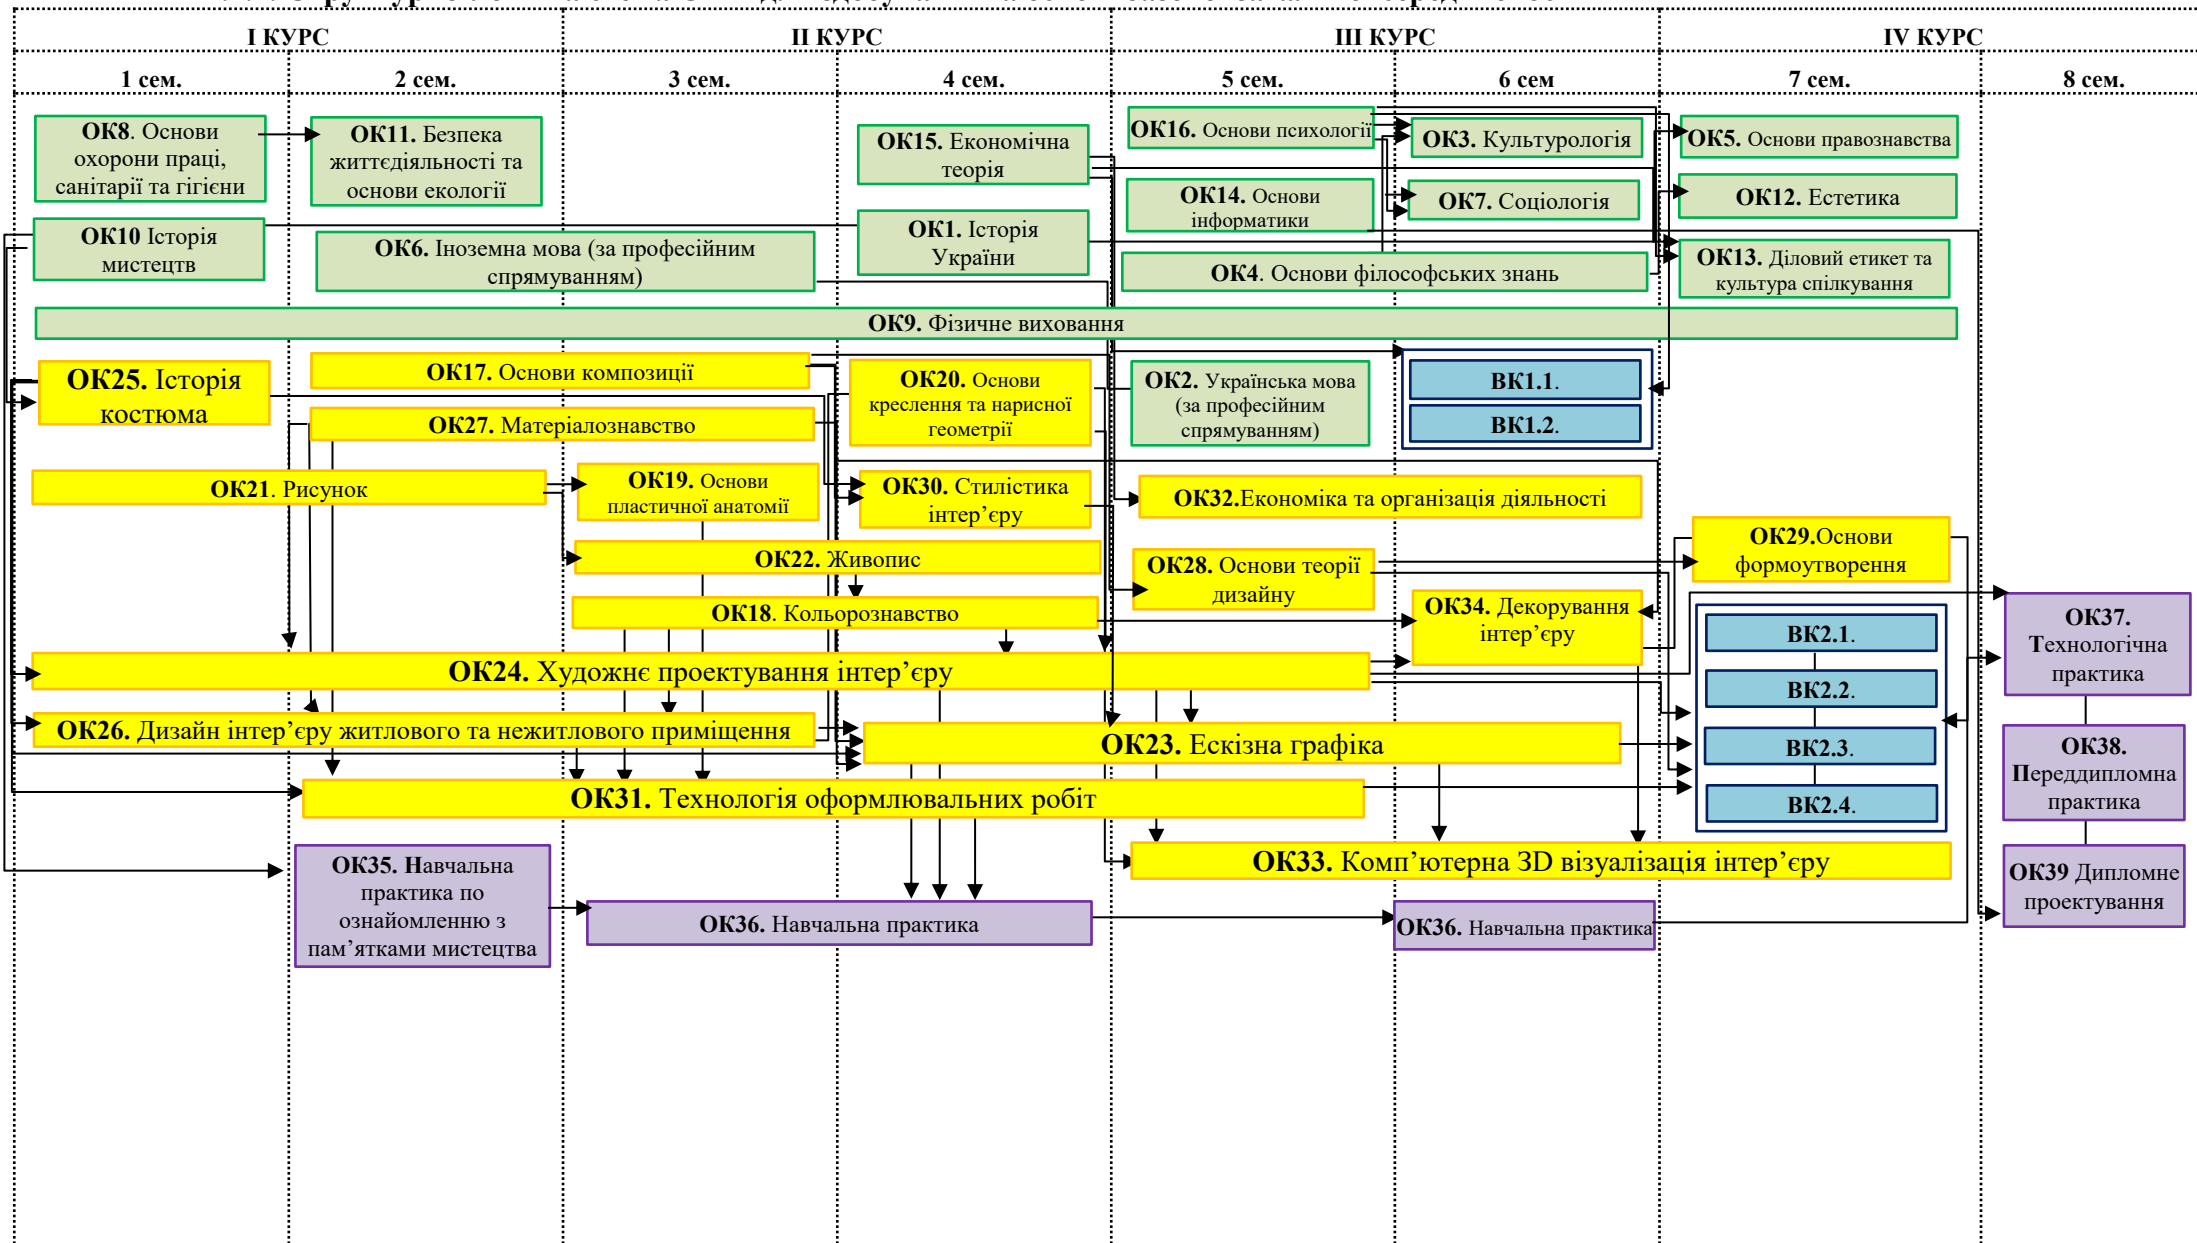 І КУРС
ІІ КУРС
ІІІ КУРС
ІV КУРС
1 сем.
2 сем.
3 сем.
4 сем.
5 сем.
6 сем
7 сем.
8 сем.
ОК8. Основи
охорони праці,
санітарії та гігієни
ОК11. Безпека
життєдіяльності та
основи екології
ОК15. Економічна
теорія
ОК16. Основи психології
ОК3. Культурологія
ОК5. Основи правознавства
ОК14. Основи
інформатики
ОК7. Соціологія
ОК12. Естетика
ОК10 Історія
мистецтв
ОК6. Іноземна мова (за професійним
спрямуванням)
ОК1. Історія
України
ОК4. Основи філософських знань
ОК13. Діловий етикет та
культура спілкування
ОК9. Фізичне виховання
ОК25. Історія
костюма
ОК17. Основи композиції
ОК20. Основи
креслення та нарисної
геометрії
ОК2. Українська мова
(за професійним
спрямуванням)
ВК1.1.
ВК1.2.
ОК27. Матеріалознавство
ОК21. Рисунок
ОК19. Основи
пластичної анатомії
ОК30. Стилістика
інтер’єру
ОК32.Економіка та організація діяльності
ОК22. Живопис
ОК28. Основи теорії
дизайну
ОК29.Основи
формоутворення
ОК18. Кольорознавство
ОК34. Декорування
інтер’єру
ВК2.1.
ВК2.2.
ВК2.3.
ВК2.4.
ОК37.
Технологічна
практика
ОК24. Художнє проектування інтер’єру
ОК26. Дизайн інтер’єру житлового та нежитлового приміщення
ОК23. Ескізна графіка
ОК38.
Переддипломна
практика
ОК31. Технологія оформлювальних робіт
ОК35. Навчальна
практика по
ознайомленню з
пам’ятками мистецтва
ОК33. Комп’ютерна 3D візуалізація інтер’єру
ОК39 Дипломне
проектування
ОК36. Навчальна практика
ОК36. Навчальна практика